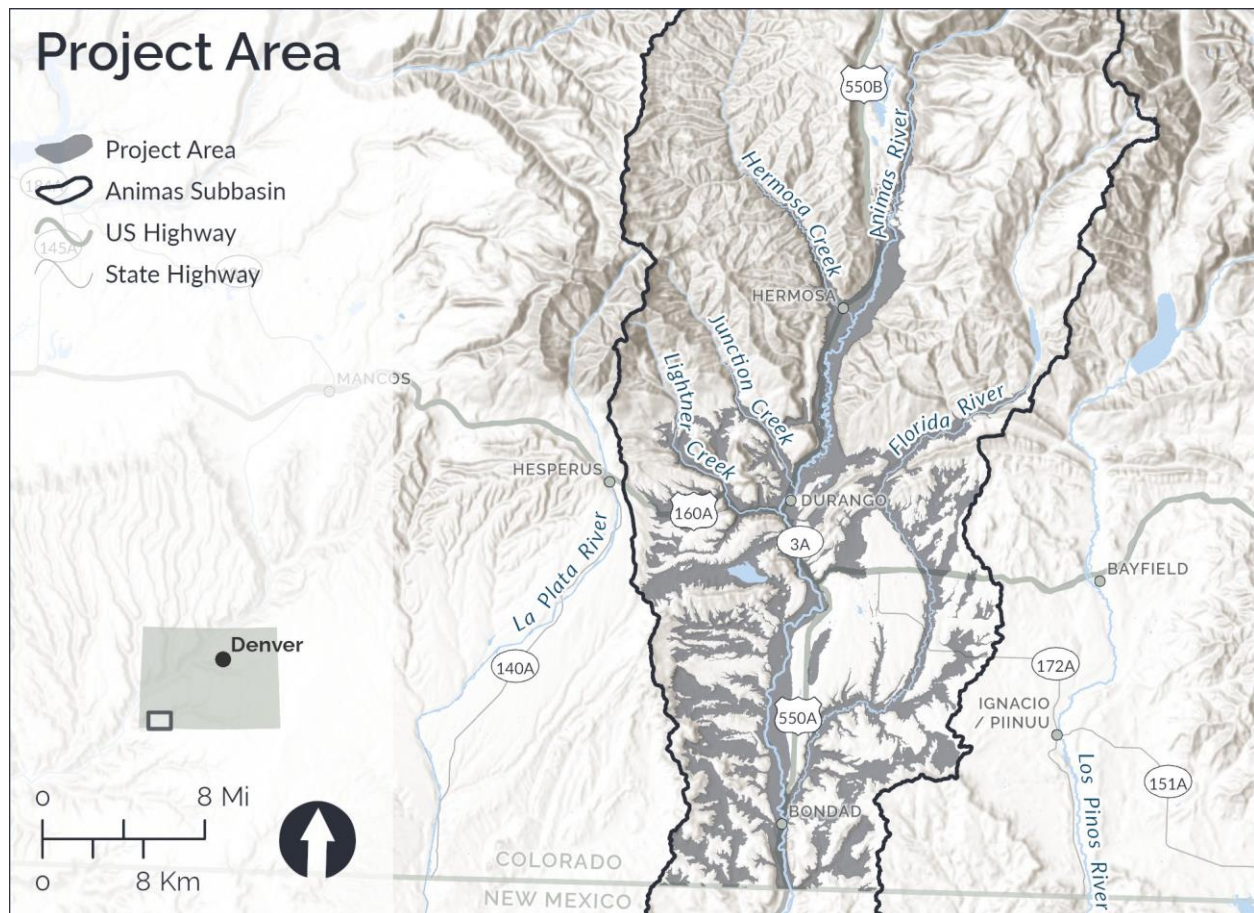 Project Area
Project Area
Animas Subbasin
US Highway
State Highway
145A
550B
Hermosa Creek
Animas River
HERMOSA
Junction Creek
Lightner Creek
Florida River
MANCOS
HESPERUS
160A
DURANGO
3A
La Plata River
BAYFIELD
Denver
140A
172A
550A
IGNACIO
/ PIINUU
Los Pinos River
151A
BONDAD
0 8 Mi
0 8 Km
COLORADO
NEW MEXICO